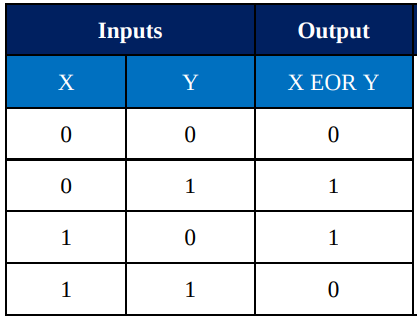 Inputs Output
X Y X EOR Y
0 0 0
0 1 1
1 0 1
1 1 0